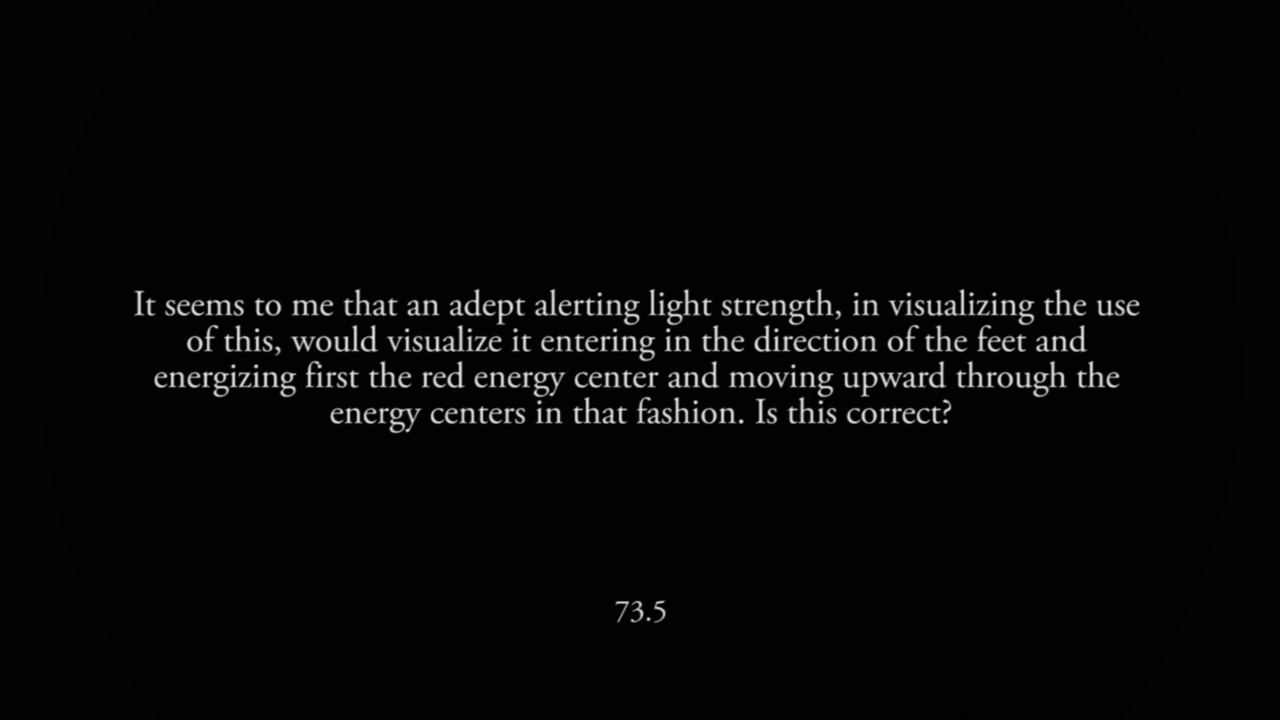 It seems to me that an adept alerting light strength, in visualizing the use
of this, would visualize it entering in the direction of the feet and
energizing first the red energy center and moving upward through the
energy centers in that fashion. Is this correct?
73.5